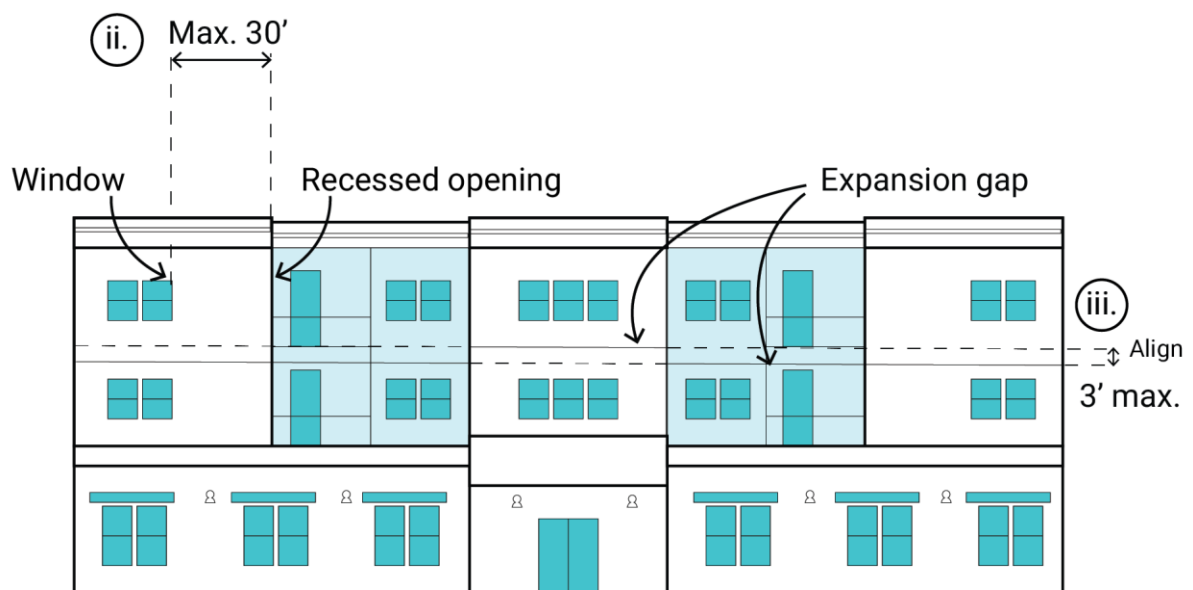 ii.
Max. 30’
Window
Recessed opening
Expansion gap
iii.
Align
3’ max.